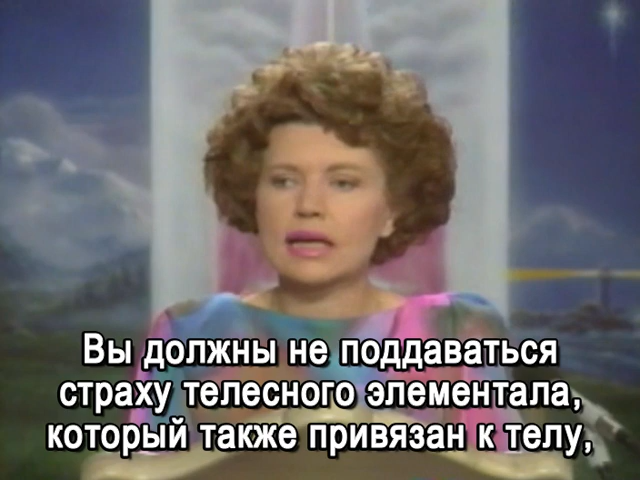 Вы должны не поддаваться
страху телесного элементала,
который также привязан к телу,